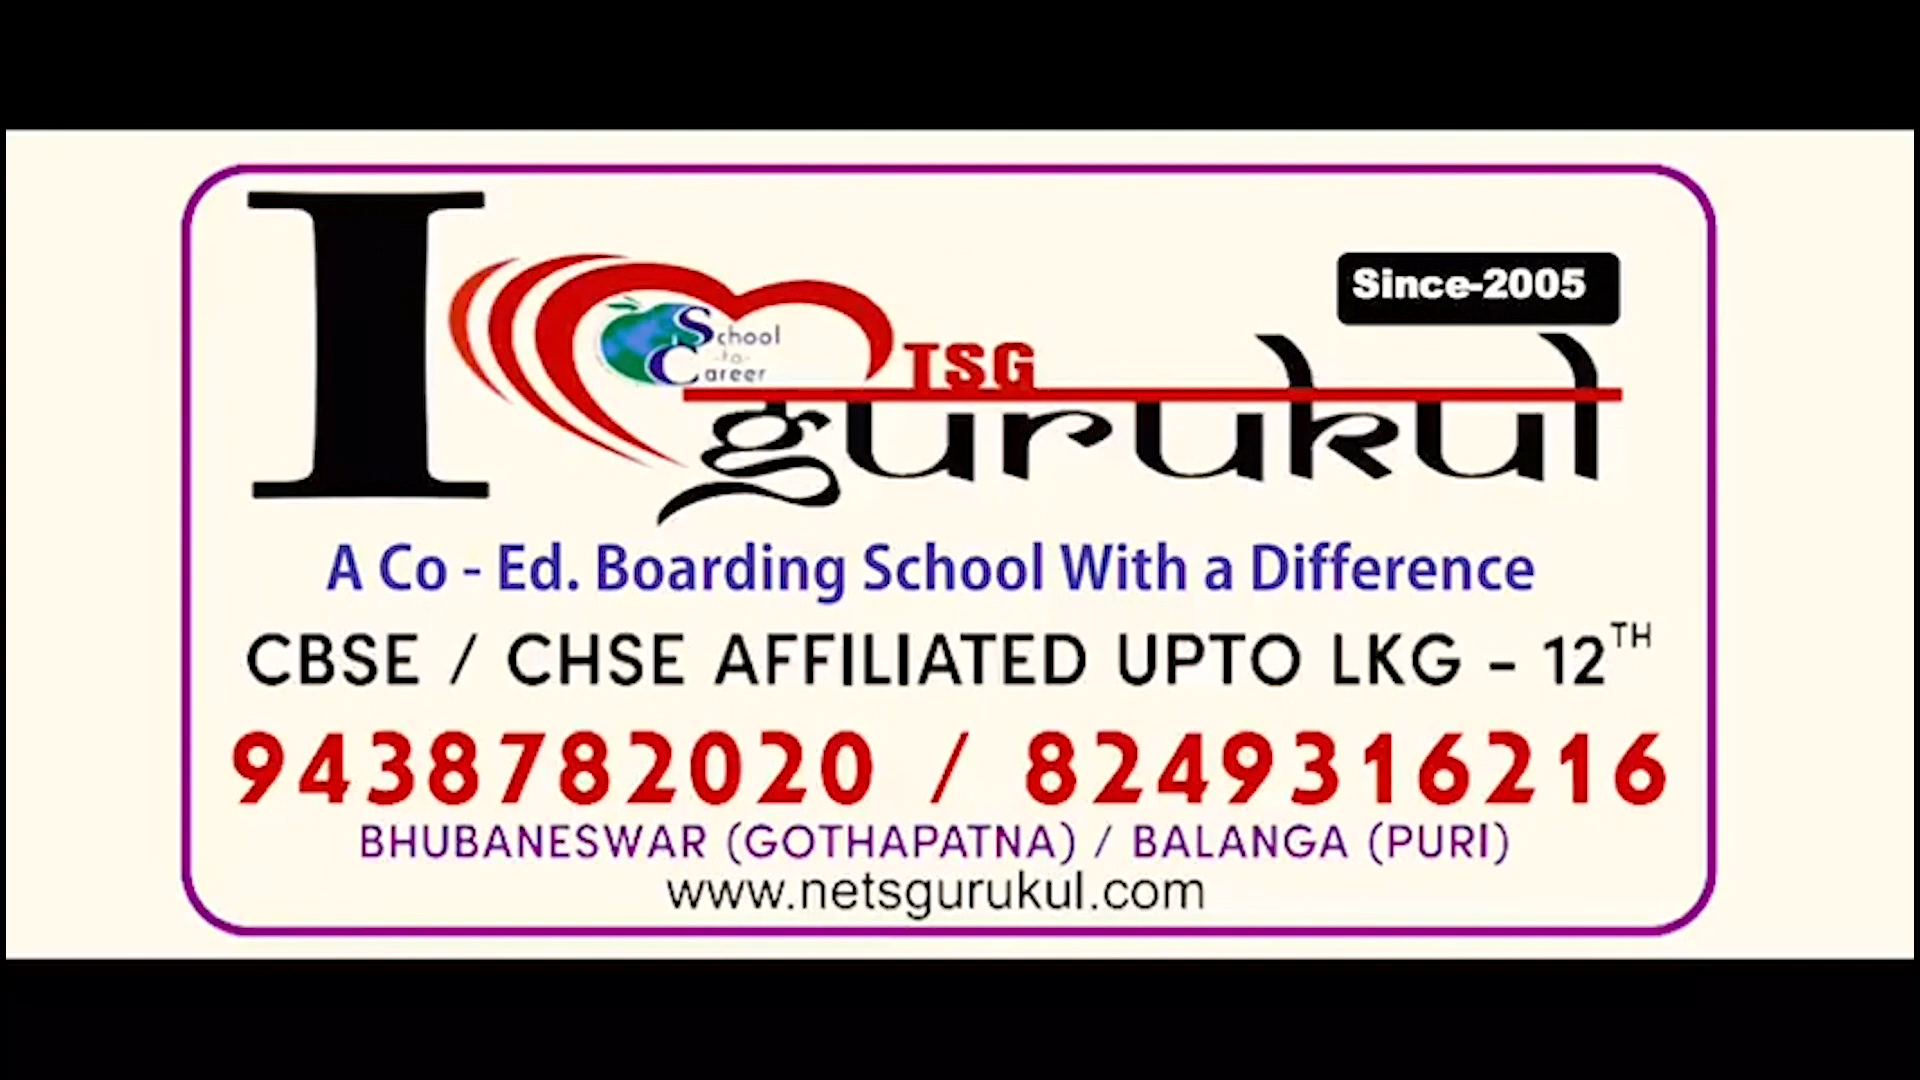 I
Since-2005
School
-to-
Career
TSG
gurukul
A Co - Ed. Boarding School With a Difference
CBSE / CHSE AFFILIATED UPTO LKG - 12TH
9438782020 / 8249316216
BHUBANESWAR (GOTHAPATNA) / BALANGA (PURI)
www.netsgurukul.com